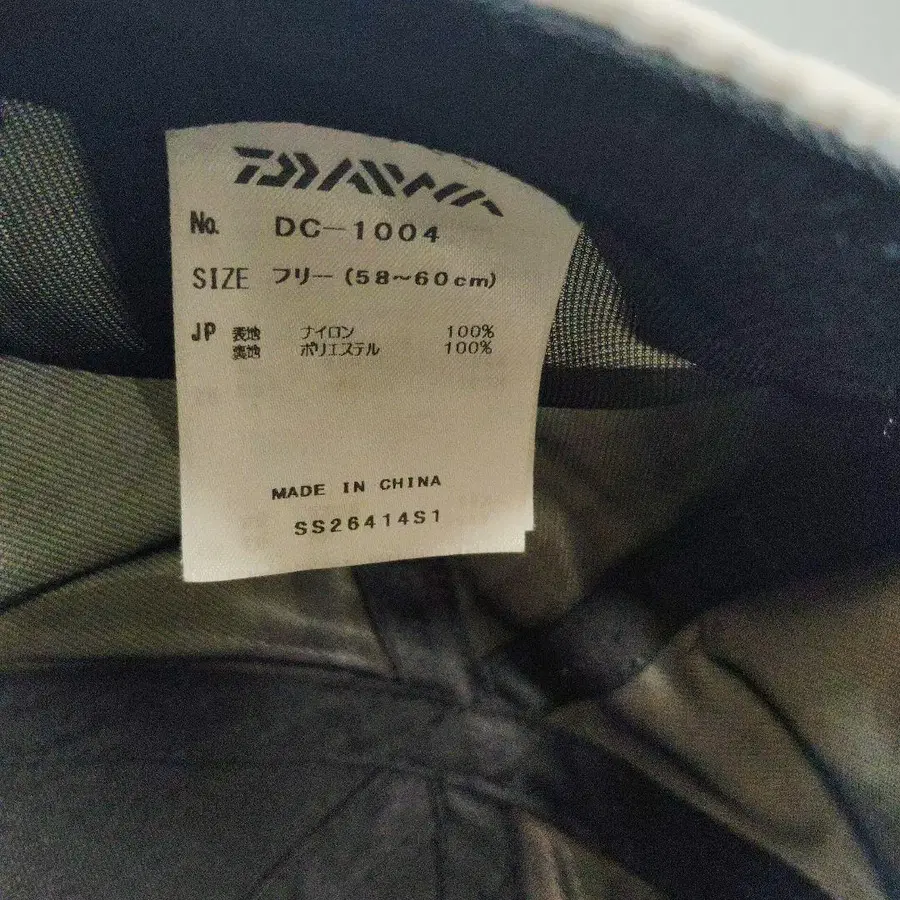 DAIWA
No. DC-1004
SIZE フリー(58~60cm)
JP 表地 ナイロン 100%
裏地 ポリエステル 100%
MADE IN CHINA
SS26414S1